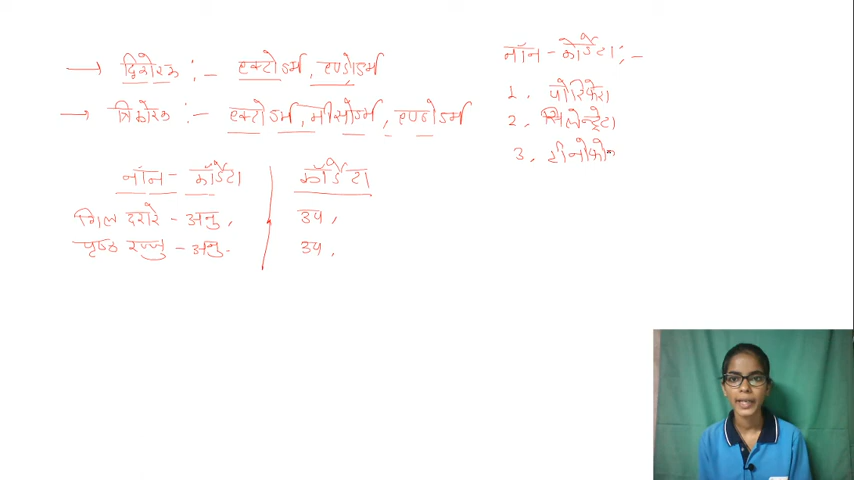 → द्विकोरक :- एक्टोडर्म, एण्डोडर्म
→ त्रिकोरक :- एक्टोडर्म, मीसोडर्म, एण्डोडर्म
नॉन - कॉर्डेटा | कॉर्डेटा
गिल दरारे - अनु, | उप,
पृष्ठ रज्जु - अनु. | उप,
नॉन - कोर्डेटा ; -
1. पोरिफेरा
2. सिलेन्ट्रेटा
3. टीनोफो